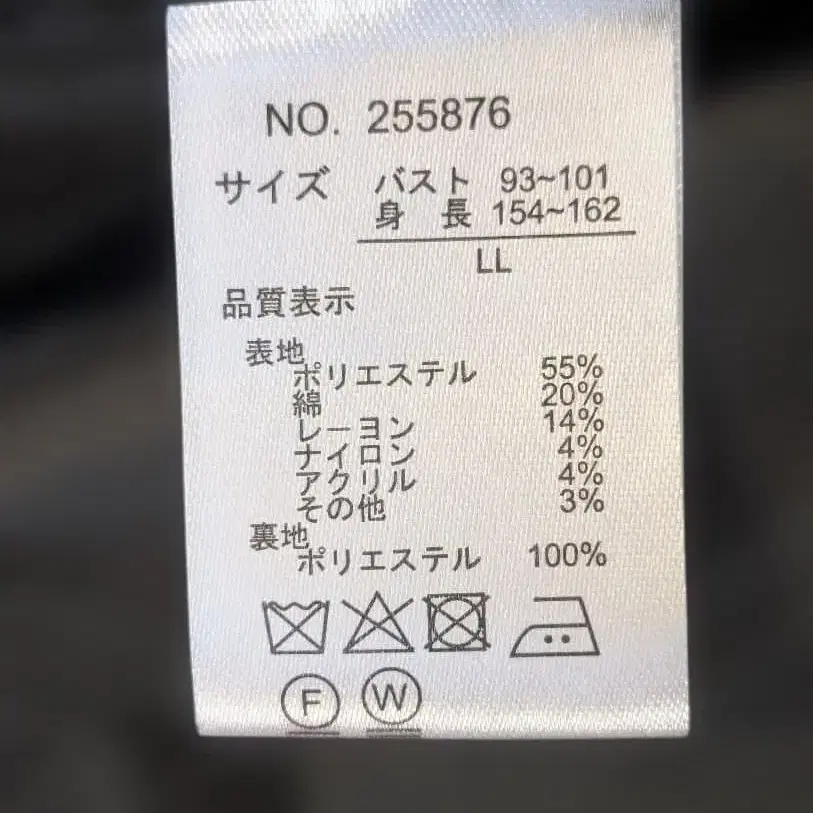 NO. 255876
サイズ バスト 93~101
身 長 154~162
LL
品質表示
表地
ポリエステル 55%
綿 20%
レーヨン 14%
ナイロン 4%
アクリル 4%
その他 3%
裏地
ポリエステル 100%
F W